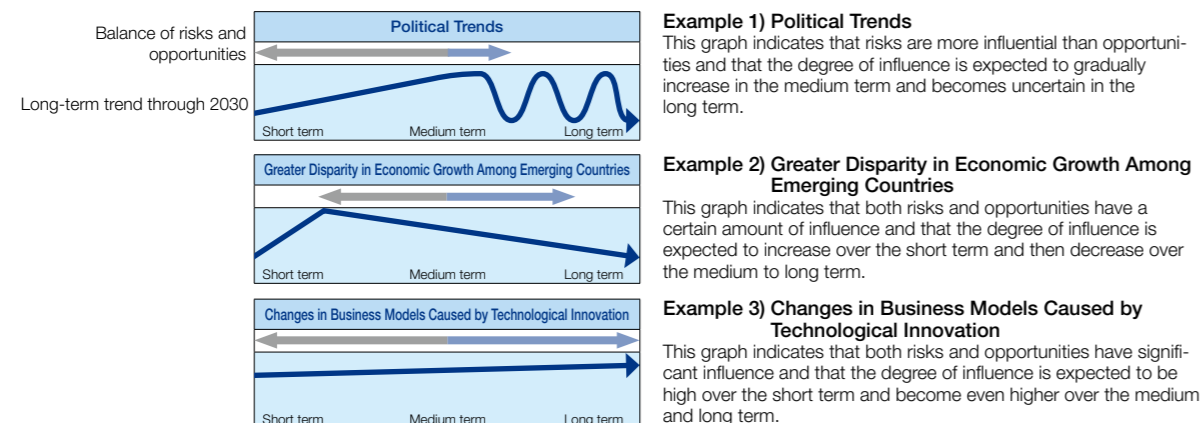 Balance of risks and
opportunities
Long-term trend through 2030
Political Trends
Short term
Medium term
Long term
Example 1) Political Trends
This graph indicates that risks are more influential than opportuni-
ties and that the degree of influence is expected to gradually
increase in the medium term and becomes uncertain in the
long term.
Greater Disparity in Economic Growth Among Emerging Countries
Short term
Medium term
Long term
Example 2) Greater Disparity in Economic Growth Among
Emerging Countries
This graph indicates that both risks and opportunities have a
certain amount of influence and that the degree of influence is
expected to increase over the short term and then decrease over
the medium to long term.
Changes in Business Models Caused by Technological Innovation
Short term
Medium term
Long term
Example 3) Changes in Business Models Caused by
Technological Innovation
This graph indicates that both risks and opportunities have signifi-
cant influence and that the degree of influence is expected to be
high over the short term and become even higher over the medium
and long term.